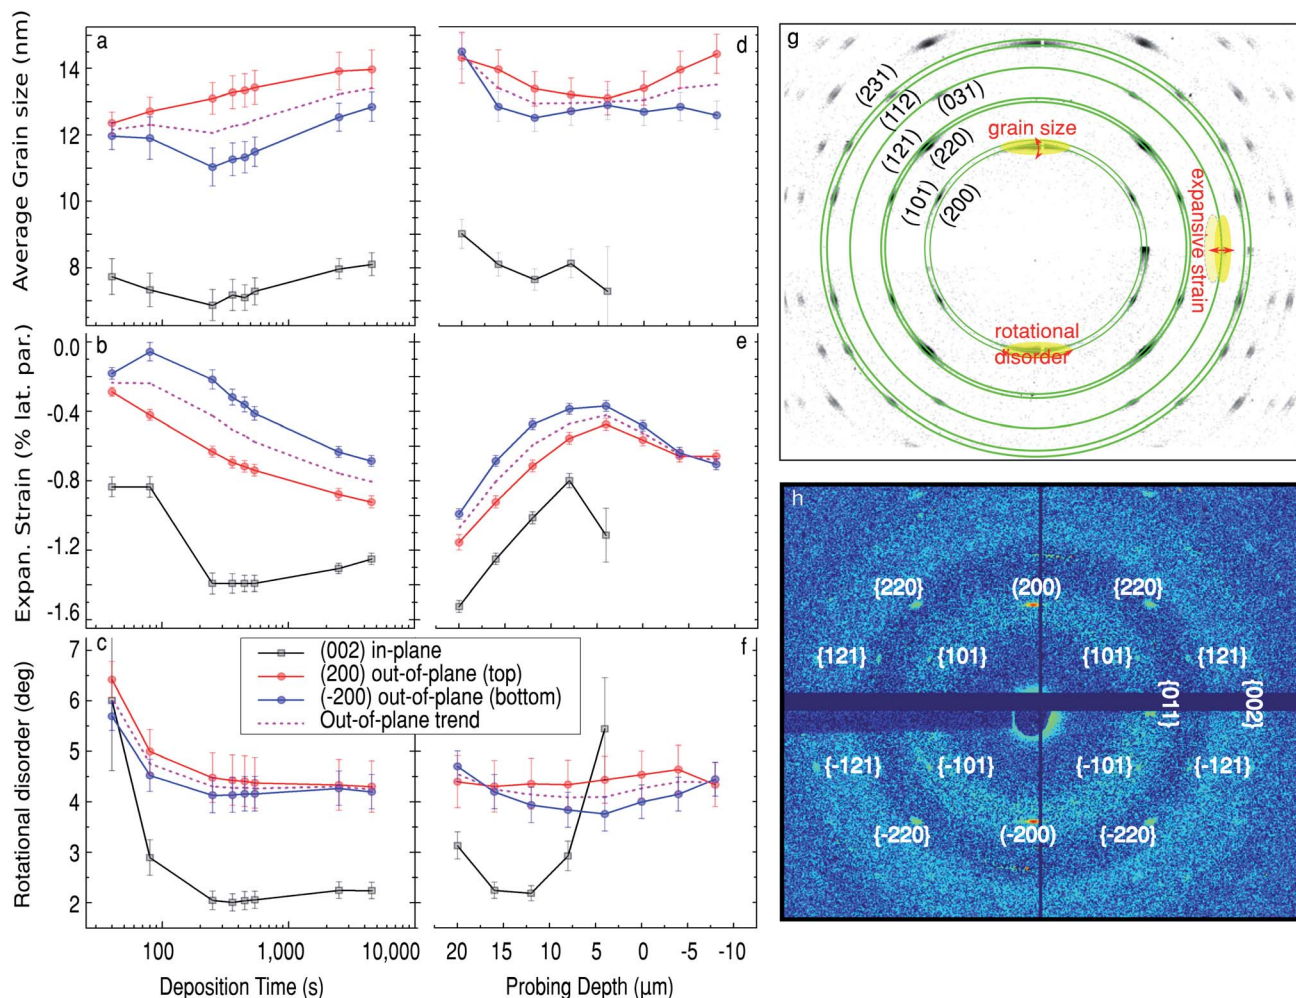 a
Average Grain size (nm)
14
12
10
8
d
b
Expan. Strain (% lat. par.)
0.0
-0.4
-0.8
-1.2
-1.6
e
c
Rotational disorder (deg)
7
6
5
4
3
2
f
(002) in-plane
(200) out-of-plane (top)
(-200) out-of-plane (bottom)
Out-of-plane trend
100
1,000
10,000
Deposition Time (s)
20
15
10
5
0
-5
-10
Probing Depth (µm)
g
(231)
(112)
(031)
(121)
(220)
(101)
(200)
grain size
expansive strain
rotational
disorder
h
{220} (200) {220}
{121} {101} {101} {121}
{011} {002}
{-121} {-101} {-101} {-121}
{-220} (-200) {-220}